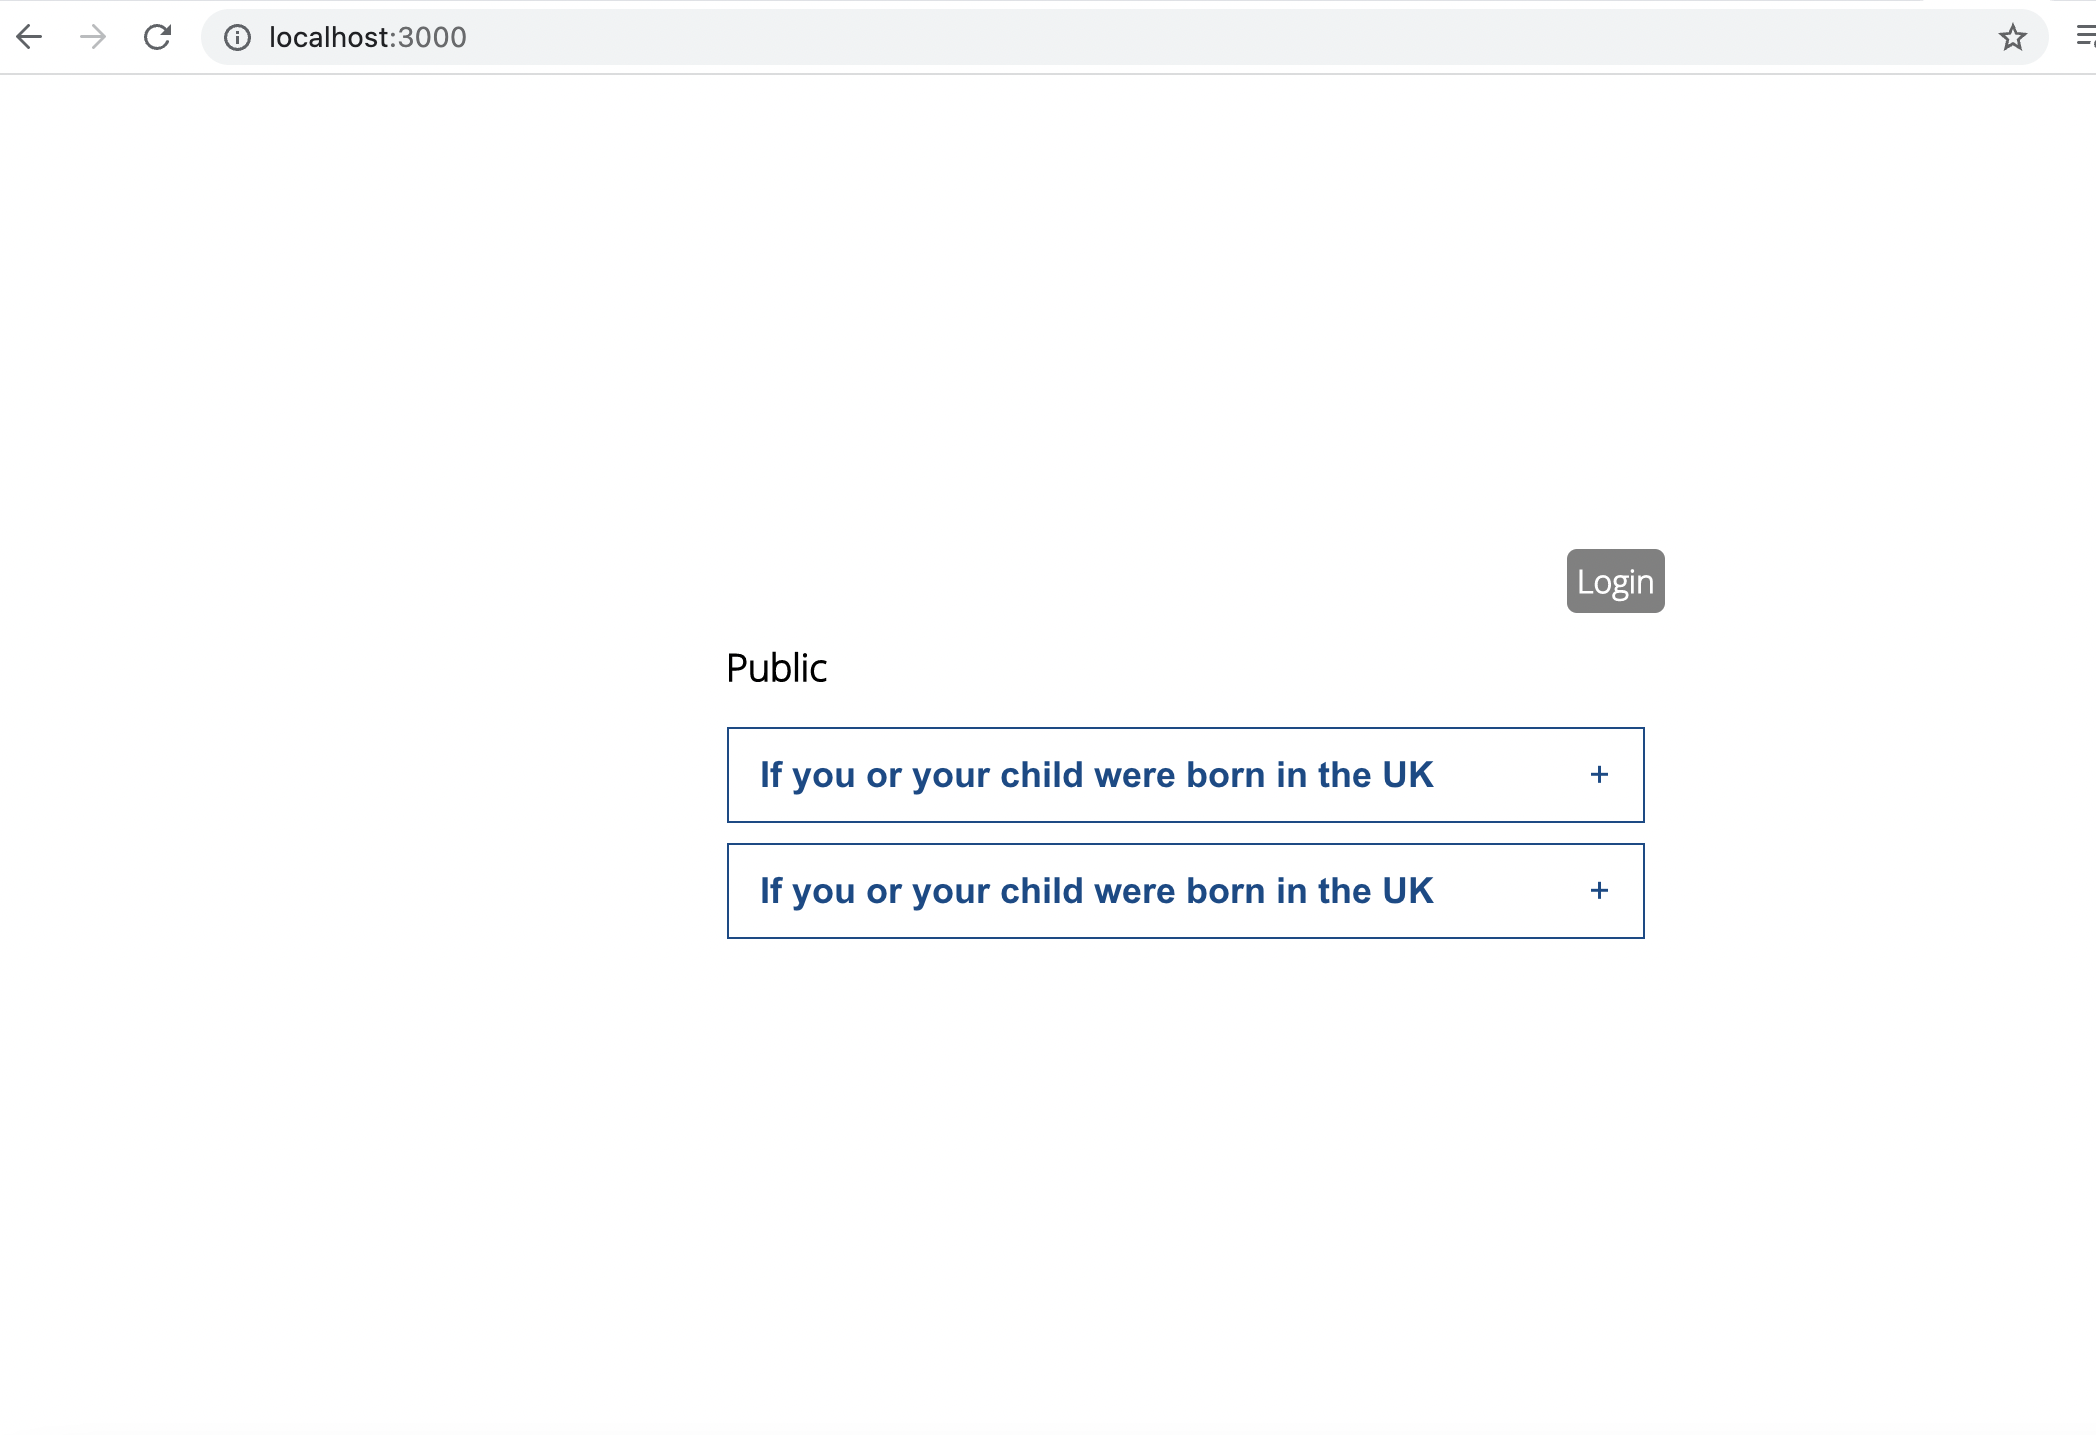 localhost:3000
Login
Public
If you or your child were born in the UK +
If you or your child were born in the UK +